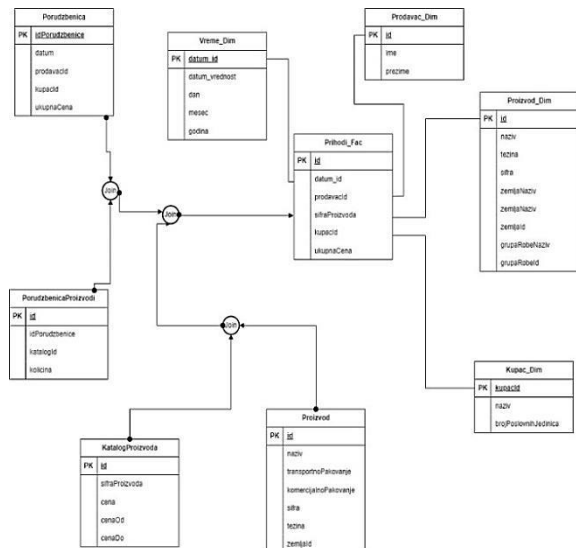 Porudzbenica
PK idPorudzbenice
datum
prodavacId
kupacId
ukupnaCena
Vreme_Dim
PK datum_id
datum_vrednost
dan
mesec
godina
Prodavac_Dim
PK id
ime
prezime
Proizvod_Dim
PK id
naziv
tezina
sifra
zemljaNaziv
zemljaNaziv
zemljaId
grupaRobeNaziv
grupaRobeId
Prihodi_Fac
PK id
datum_id
prodavacId
sifraProizvoda
kupacId
ukupnaCena
Join
Join
PorudzbenicaProizvodi
PK id
idPorudzbenice
katalogId
kolicina
Join
Kupac_Dim
PK kupacId
naziv
brojPoslovnihJedinica
KatalogProizvoda
PK id
sifraProizvoda
cena
cenaOd
cenaDo
Proizvod
PK id
naziv
transportnoPakovanje
komercijalnoPakovanje
sifra
tezina
zemljaId